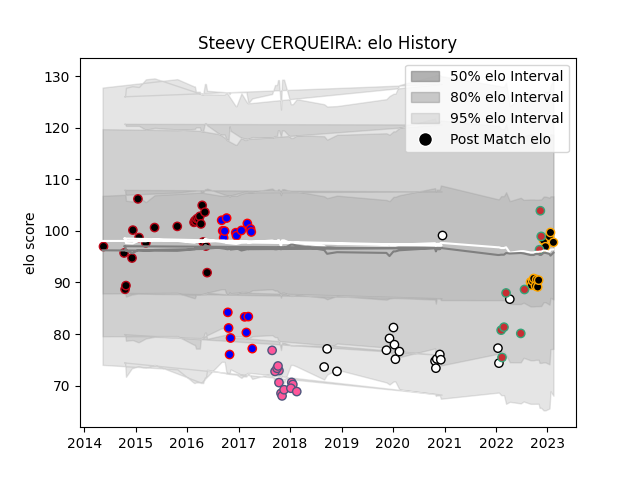 Steevy CERQUEIRA: elo History
130
120
110
100
90
80
70
elo score
50% elo Interval
80% elo Interval
95% elo Interval
Post Match elo
2014 2015 2016 2017 2018 2019 2020 2021 2022 2023